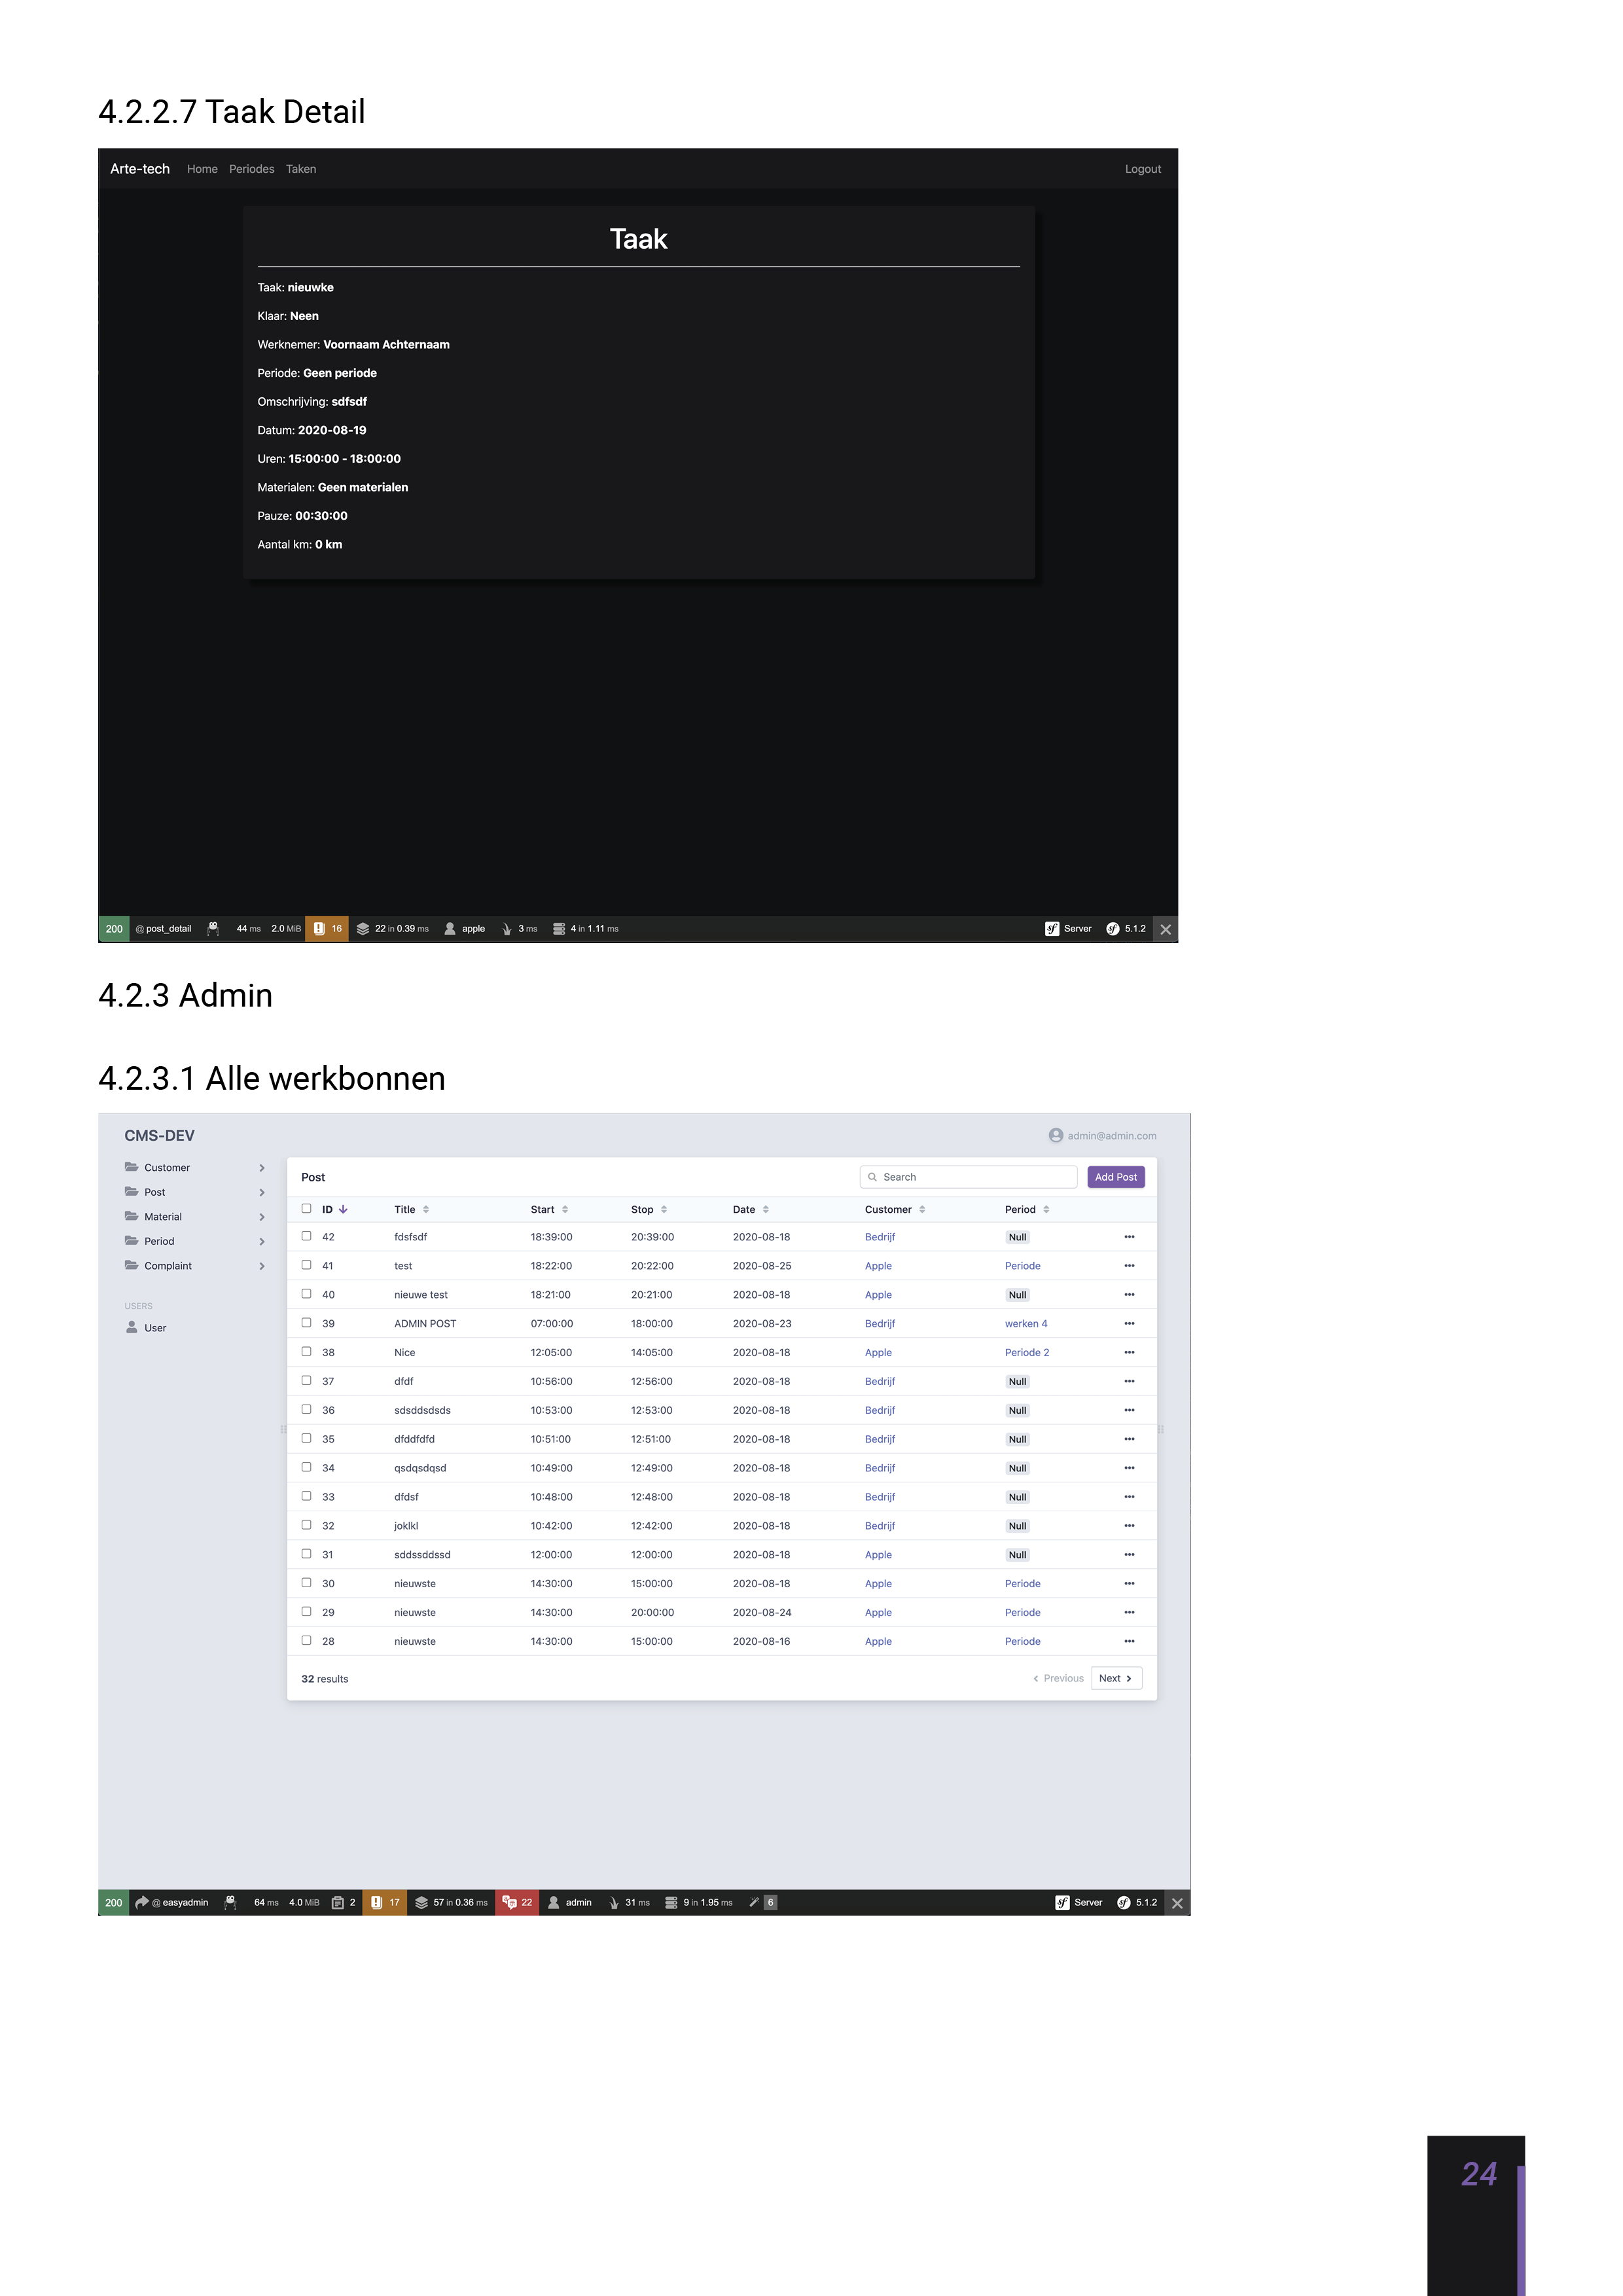 4.2.2.7 Taak Detail
Arte-tech Home Periodes Taken Logout
Taak
Taak: nieuwke
Klaar: Neen
Werknemer: Voornaam Achternaam
Periode: Geen periode
Omschrijving: sdfsdf
Datum: 2020-08-19
Uren: 15:00:00 - 18:00:00
Materialen: Geen materialen
Pauze: 00:30:00
Aantal km: 0 km
200 @ post_detail 44 ms 2.0 MiB 16 22 in 0.39 ms apple 3 ms 4 in 1.11 ms Server 5.1.2
4.2.3 Admin
4.2.3.1 Alle werkbonnen
CMS-DEV admin@admin.com
Customer
Post
Material
Period
Complaint
USERS
User
Post Search Add Post
ID Title Start Stop Date Customer Period
42 fdsfsdf 18:39:00 20:39:00 2020-08-18 Bedrijf Null
41 test 18:22:00 20:22:00 2020-08-25 Apple Periode
40 nieuwe test 18:21:00 20:21:00 2020-08-18 Apple Null
39 ADMIN POST 07:00:00 18:00:00 2020-08-23 Bedrijf werken 4
38 Nice 12:05:00 14:05:00 2020-08-18 Apple Periode 2
37 dfdf 10:56:00 12:56:00 2020-08-18 Bedrijf Null
36 sdsddsdsds 10:53:00 12:53:00 2020-08-18 Bedrijf Null
35 dfddfdfd 10:51:00 12:51:00 2020-08-18 Bedrijf Null
34 qsdqsdqsd 10:49:00 12:49:00 2020-08-18 Bedrijf Null
33 dfdsf 10:48:00 12:48:00 2020-08-18 Bedrijf Null
32 joklkl 10:42:00 12:42:00 2020-08-18 Bedrijf Null
31 sddssddssd 12:00:00 12:00:00 2020-08-18 Apple Null
30 nieuwste 14:30:00 15:00:00 2020-08-18 Apple Periode
29 nieuwste 14:30:00 20:00:00 2020-08-24 Apple Periode
28 nieuwste 14:30:00 15:00:00 2020-08-16 Apple Periode
32 results Previous Next
200 @ easyadmin 64 ms 4.0 MiB 2 17 57 in 0.36 ms 22 admin 31 ms 9 in 1.95 ms 6 Server 5.1.2
24